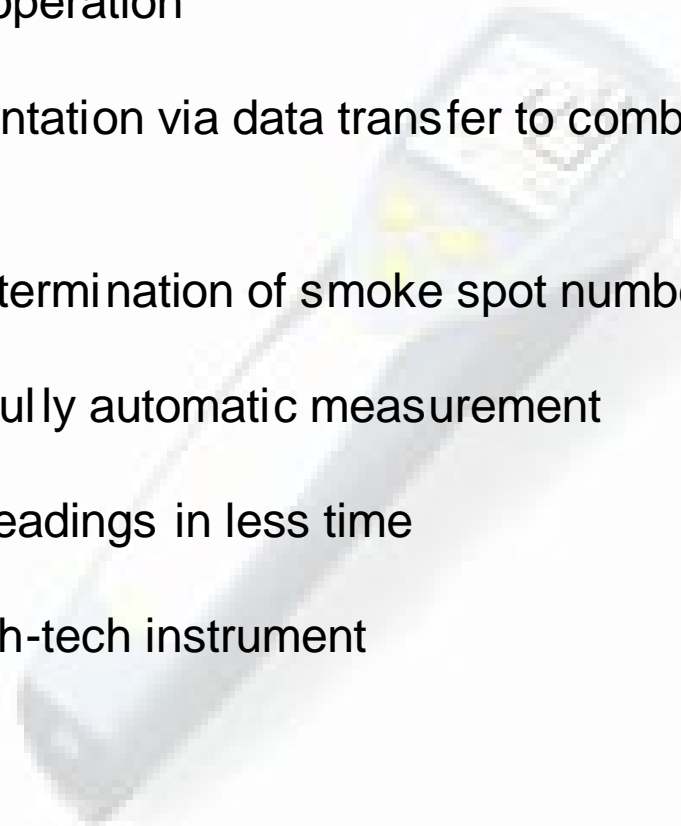 operation
ntation via data transfer to comb
termination of smoke spot numbe
ully automatic measurement
eadings in less time
h-tech instrument